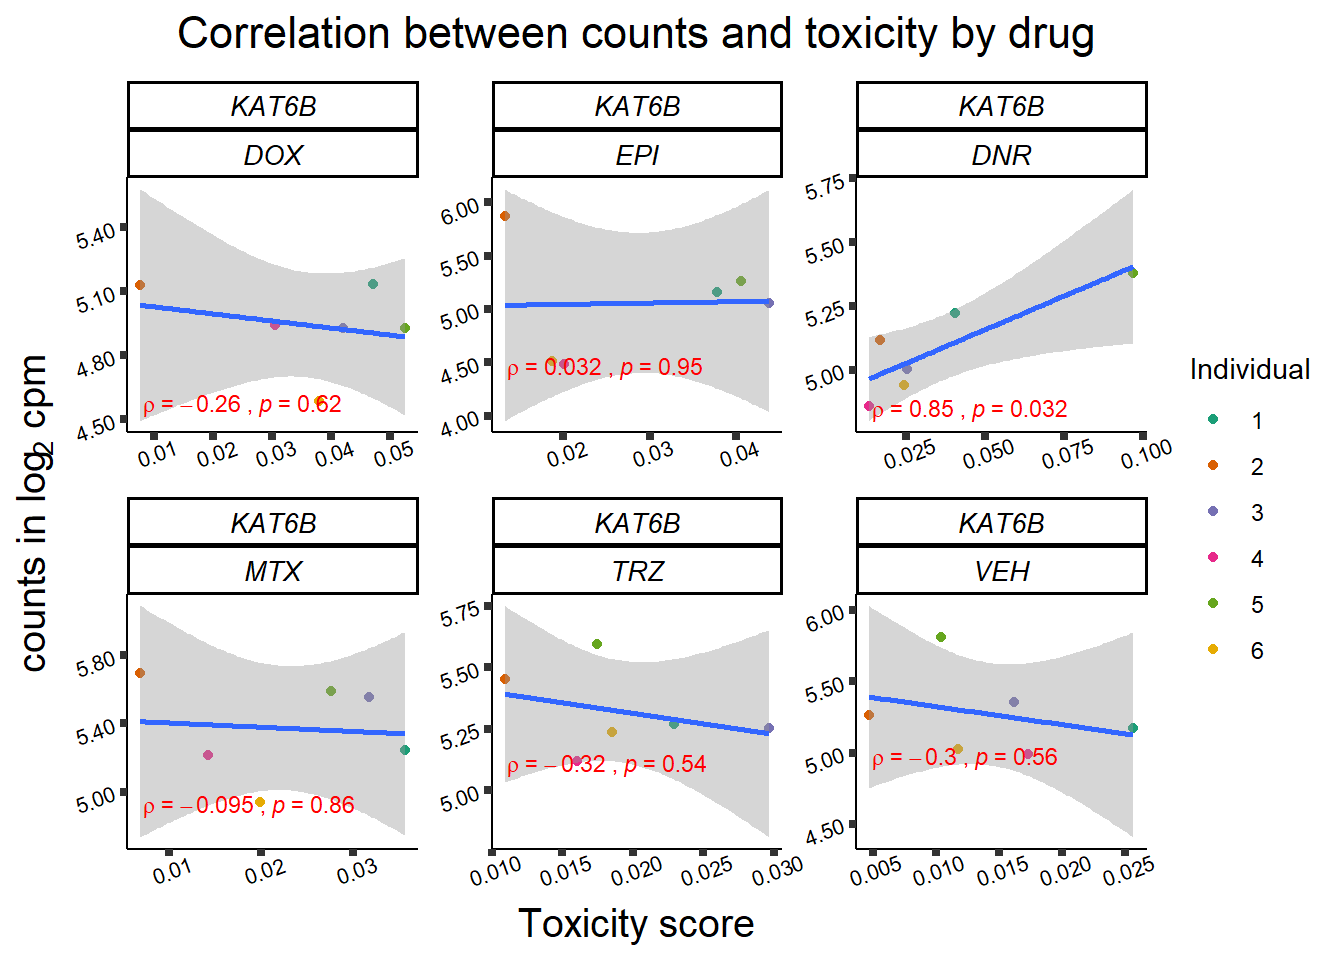 Correlation between counts and toxicity by drug
counts in log2 cpm
KAT6B
DOX
5.40
5.10
4.80
4.50
ρ = −0.26 , p = 0.62
0.01 0.02 0.03 0.04 0.05
KAT6B
EPI
6.00
5.50
5.00
4.50
4.00
ρ = 0.032 , p = 0.95
0.02 0.03 0.04
KAT6B
DNR
5.75
5.50
5.25
5.00
ρ = 0.85 , p = 0.032
0.025 0.050 0.075 0.100
KAT6B
MTX
5.80
5.40
5.00
ρ = −0.095 , p = 0.86
0.01 0.02 0.03
KAT6B
TRZ
5.75
5.50
5.25
5.00
ρ = −0.32 , p = 0.54
0.010 0.015 0.020 0.025 0.030
KAT6B
VEH
6.00
5.50
5.00
4.50
ρ = −0.3 , p = 0.56
0.005 0.010 0.015 0.020 0.025
Toxicity score
Individual
1
2
3
4
5
6